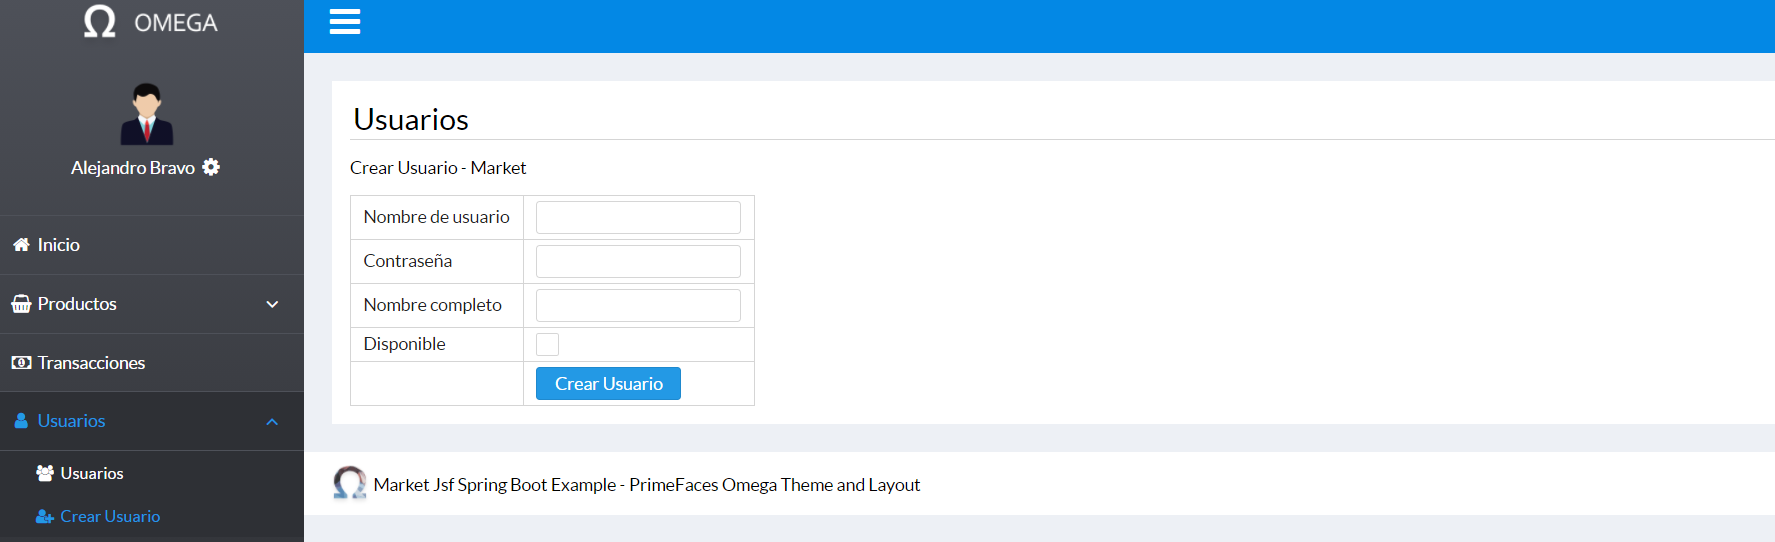 Ω OMEGA
Alejandro Bravo
Inicio
Productos
Transacciones
Usuarios
Usuarios
Crear Usuario
Usuarios
Crear Usuario - Market
Nombre de usuario
Contraseña
Nombre completo
Disponible
Crear Usuario
Market Jsf Spring Boot Example - PrimeFaces Omega Theme and Layout